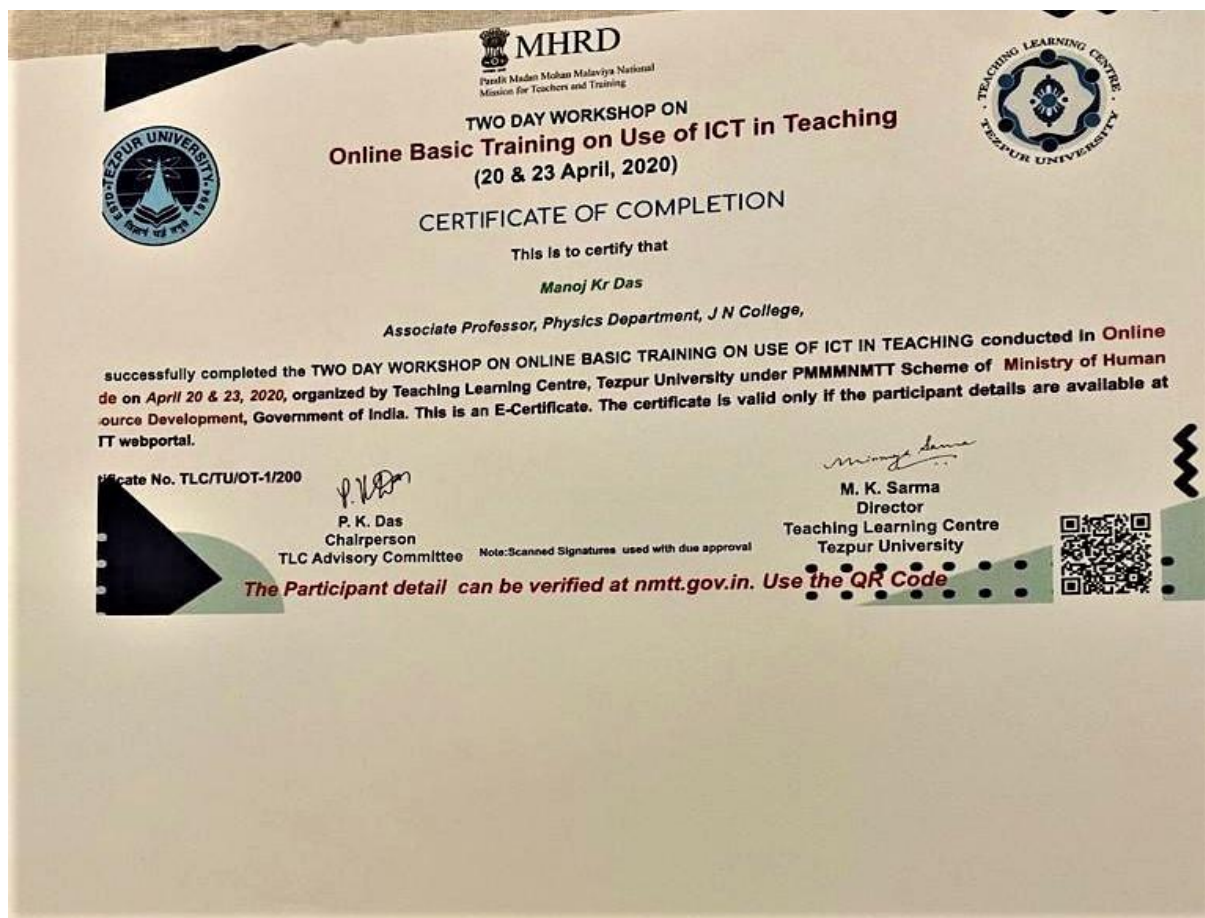 MHRD
Pandit Madan Mohan Malaviya National
Mission for Teachers and Training
TWO DAY WORKSHOP ON
Online Basic Training on Use of ICT in Teaching
(20 & 23 April, 2020)
CERTIFICATE OF COMPLETION
This is to certify that
Manoj Kr Das
Associate Professor, Physics Department, J N College,
successfully completed the TWO DAY WORKSHOP ON ONLINE BASIC TRAINING ON USE OF ICT IN TEACHING conducted in Online
de on April 20 & 23, 2020, organized by Teaching Learning Centre, Tezpur University under PMMMNMTT Scheme of Ministry of Human
ource Development, Government of India. This is an E-Certificate. The certificate is valid only if the participant details are available at
TT webportal.
tificate No. TLC/TU/OT-1/200
P. K. Das
Chairperson
TLC Advisory Committee
Note:Scanned Signatures used with due approval
M. K. Sarma
Director
Teaching Learning Centre
Tezpur University
The Participant detail can be verified at nmtt.gov.in. Use the QR Code
TEZPUR UNIVERSITY
ESTD 1994
TEACHING LEARNING CENTRE
TEZPUR UNIVERSITY